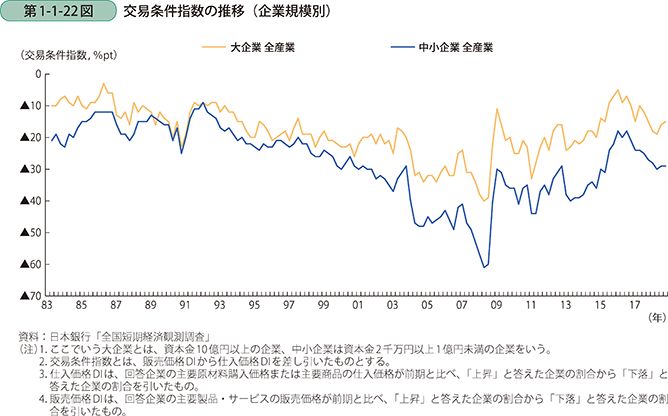 第1-1-22図 交易条件指数の推移（企業規模別）
大企業 全産業 中小企業 全産業
（交易条件指数, %pt）
0
▲10
▲20
▲30
▲40
▲50
▲60
▲70
83 85 87 89 91 93 95 97 99 01 03 05 07 09 11 13 15 17
（年）
資料：日本銀行「全国短期経済観測調査」
（注）1. ここでいう大企業とは、資本金10億円以上の企業、中小企業は資本金2千万円以上1億円未満の企業をいう。
2. 交易条件指数とは、販売価格DIから仕入価格DIを差し引いたものとする。
3. 仕入価格DIは、回答企業の主要原材料購入価格または主要商品の仕入価格が前期と比べ、「上昇」と答えた企業の割合から「下落」と
答えた企業の割合を引いたもの。
4. 販売価格DIは、回答企業の主要製品・サービスの販売価格が前期と比べ、「上昇」と答えた企業の割合から「下落」と答えた企業の割
合を引いたもの。